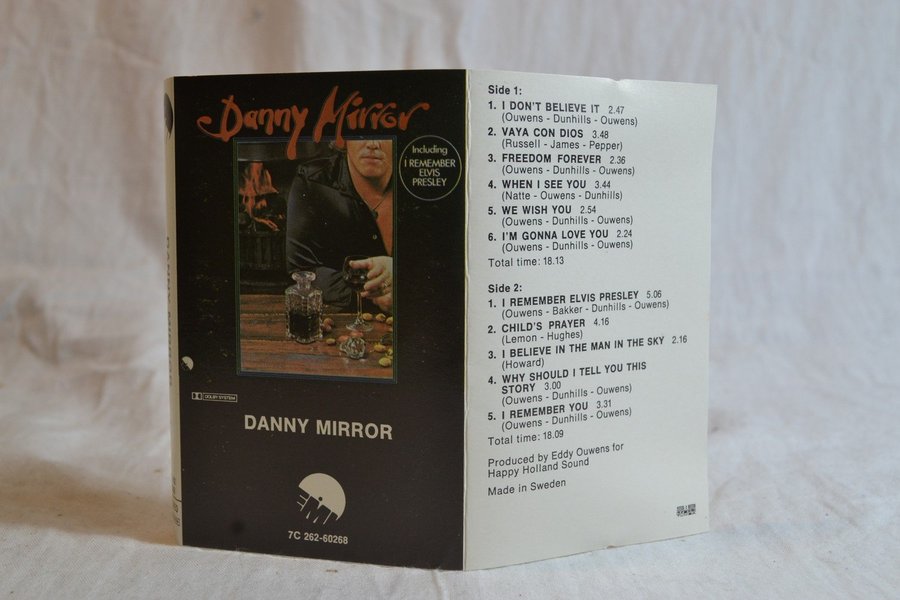 Danny Mirror
Including
I REMEMBER
ELVIS
PRESLEY
DOLBY SYSTEM
DANNY MIRROR
EMI
7C 262-60268
Side 1:
1. I DON'T BELIEVE IT 2.47
(Ouwens - Dunhills - Ouwens)
2. VAYA CON DIOS 3.48
(Russell - James - Pepper)
3. FREEDOM FOREVER 2.36
(Ouwens - Dunhills - Ouwens)
4. WHEN I SEE YOU 3.44
(Natte - Ouwens - Dunhills)
5. WE WISH YOU 2.54
(Ouwens - Dunhills - Ouwens)
6. I'M GONNA LOVE YOU 2.24
(Ouwens - Dunhills - Ouwens)
Total time: 18.13
Side 2:
1. I REMEMBER ELVIS PRESLEY 5.06
(Ouwens - Bakker - Dunhills - Ouwens)
2. CHILD'S PRAYER 4.16
(Lemon - Hughes)
3. I BELIEVE IN THE MAN IN THE SKY 2.16
(Howard)
4. WHY SHOULD I TELL YOU THIS
STORY 3.00
(Ouwens - Dunhills - Ouwens)
5. I REMEMBER YOU 3.31
(Ouwens - Dunhills - Ouwens)
Total time: 18.09
Produced by Eddy Ouwens for
Happy Holland Sound
Made in Sweden